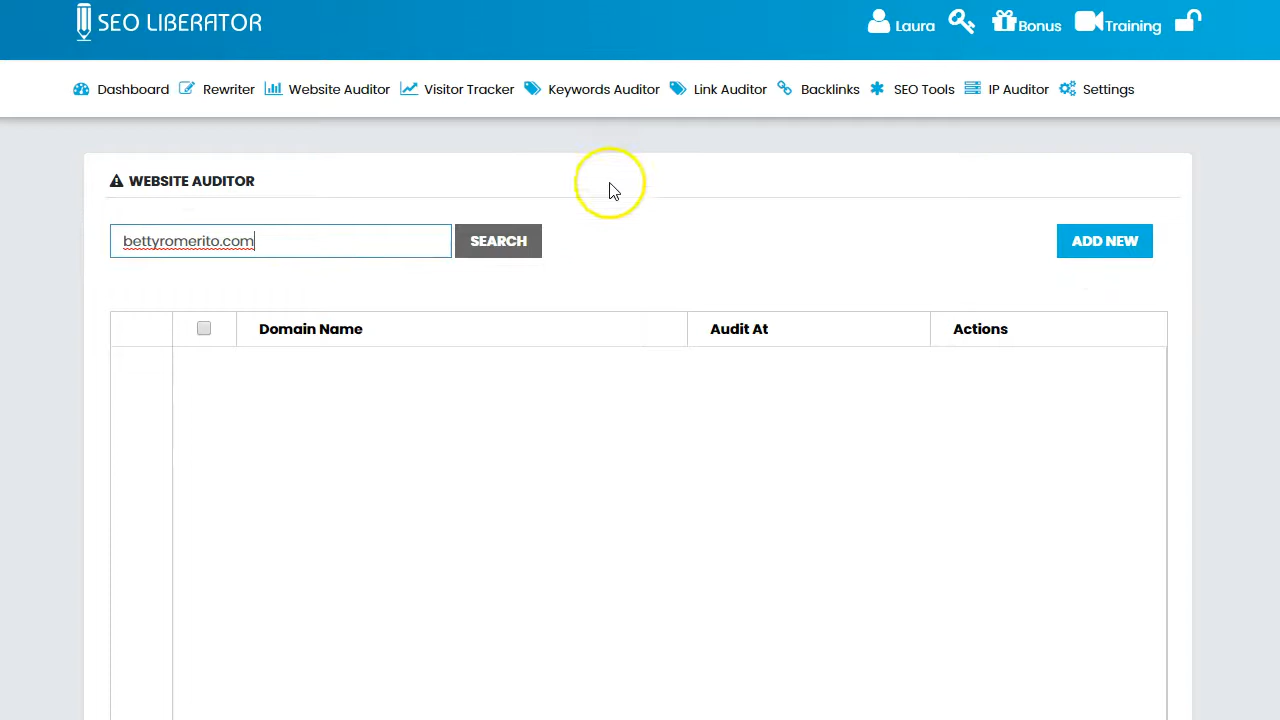 SEO LIBERATOR
Laura
Bonus
Training
Dashboard Rewriter Website Auditor Visitor Tracker Keywords Auditor Link Auditor Backlinks SEO Tools IP Auditor Settings
WEBSITE AUDITOR
bettyromerito.com
SEARCH
ADD NEW
Domain Name Audit At Actions